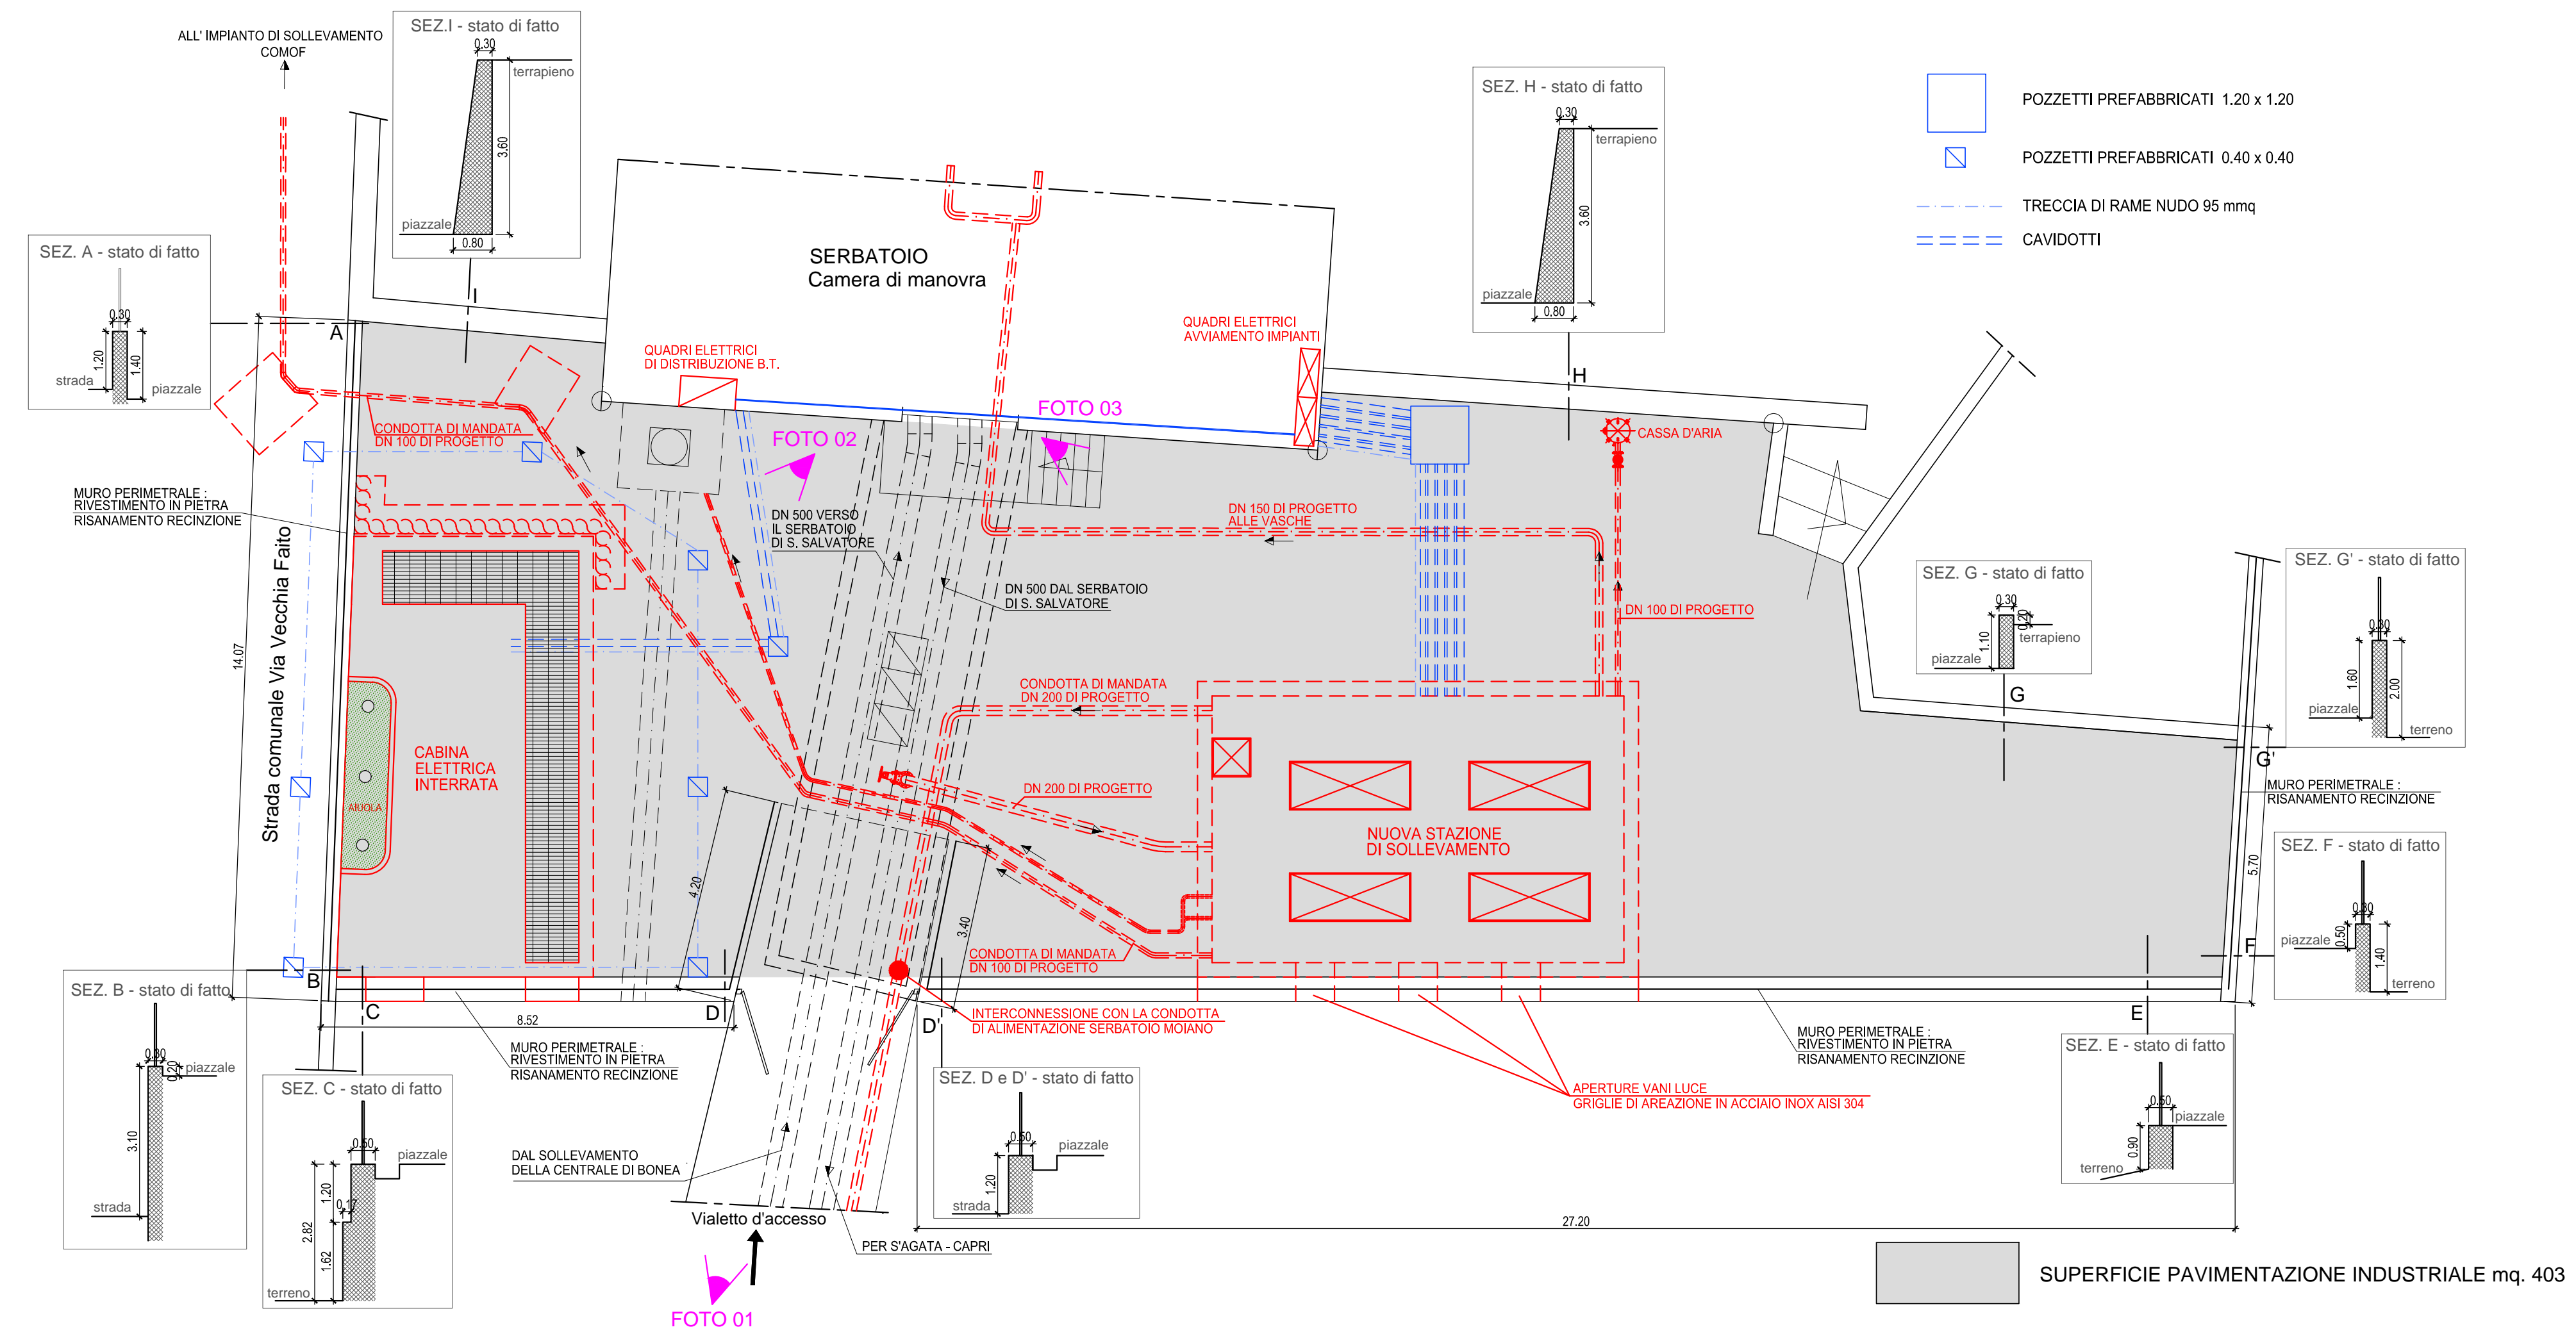 ALL' IMPIANTO DI SOLLEVAMENTO
COMOF
SEZ.I - stato di fatto
0.30
terrapieno
3.60
piazzale
0.80
SEZ. H - stato di fatto
0.30
terrapieno
3.60
piazzale
0.80
POZZETTI PREFABBRICATI 1.20 x 1.20
POZZETTI PREFABBRICATI 0.40 x 0.40
TRECCIA DI RAME NUDO 95 mmq
CAVIDOTTI
SEZ. A - stato di fatto
0.30
1.20
1.40
strada
piazzale
A
I
H
SERBATOIO
Camera di manovra
QUADRI ELETTRICI
DI DISTRIBUZIONE B.T.
QUADRI ELETTRICI
AVVIAMENTO IMPIANTI
CONDOTTA DI MANDATA
DN 100 DI PROGETTO
FOTO 02
FOTO 03
CASSA D'ARIA
MURO PERIMETRALE :
RIVESTIMENTO IN PIETRA
RISANAMENTO RECINZIONE
Strada comunale Via Vecchia Faito
14.07
DN 500 VERSO
IL SERBATOIO
DI S. SALVATORE
DN 150 DI PROGETTO
ALLE VASCHE
DN 500 DAL SERBATOIO
DI S. SALVATORE
DN 100 DI PROGETTO
SEZ. G - stato di fatto
0.30
0.20
1.10
terrapieno
piazzale
G
SEZ. G' - stato di fatto
0.30
1.60
2.00
piazzale
terreno
G'
MURO PERIMETRALE :
RISANAMENTO RECINZIONE
CONDOTTA DI MANDATA
DN 200 DI PROGETTO
CABINA
ELETTRICA
INTERRATA
AIUOLA
DN 200 DI PROGETTO
NUOVA STAZIONE
DI SOLLEVAMENTO
4.20
3.40
5.70
SEZ. F - stato di fatto
0.30
0.50
1.40
piazzale
terreno
F
CONDOTTA DI MANDATA
DN 100 DI PROGETTO
B
C
D
D'
E
8.52
SEZ. B - stato di fatto
0.30
0.20
piazzale
3.10
strada
SEZ. C - stato di fatto
0.50
piazzale
1.20
0.17
2.82
1.62
terreno
MURO PERIMETRALE :
RIVESTIMENTO IN PIETRA
RISANAMENTO RECINZIONE
INTERCONNESSIONE CON LA CONDOTTA
DI ALIMENTAZIONE SERBATOIO MOIANO
SEZ. D e D' - stato di fatto
0.50
piazzale
1.20
strada
APERTURE VANI LUCE
GRIGLIE DI AREAZIONE IN ACCIAIO INOX AISI 304
MURO PERIMETRALE :
RIVESTIMENTO IN PIETRA
RISANAMENTO RECINZIONE
SEZ. E - stato di fatto
0.50
piazzale
0.90
terreno
DAL SOLLEVAMENTO
DELLA CENTRALE DI BONEA
Vialetto d'accesso
PER S'AGATA - CAPRI
27.20
FOTO 01
SUPERFICIE PAVIMENTAZIONE INDUSTRIALE mq. 403